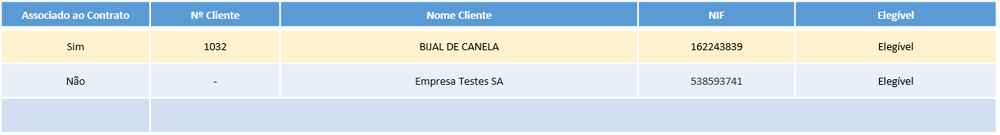 Associado ao Contrato Nº Cliente Nome Cliente NIF Elegível
Sim 1032 BIJAL DE CANELA 162243839 Elegível
Não - Empresa Testes SA 538593741 Elegível